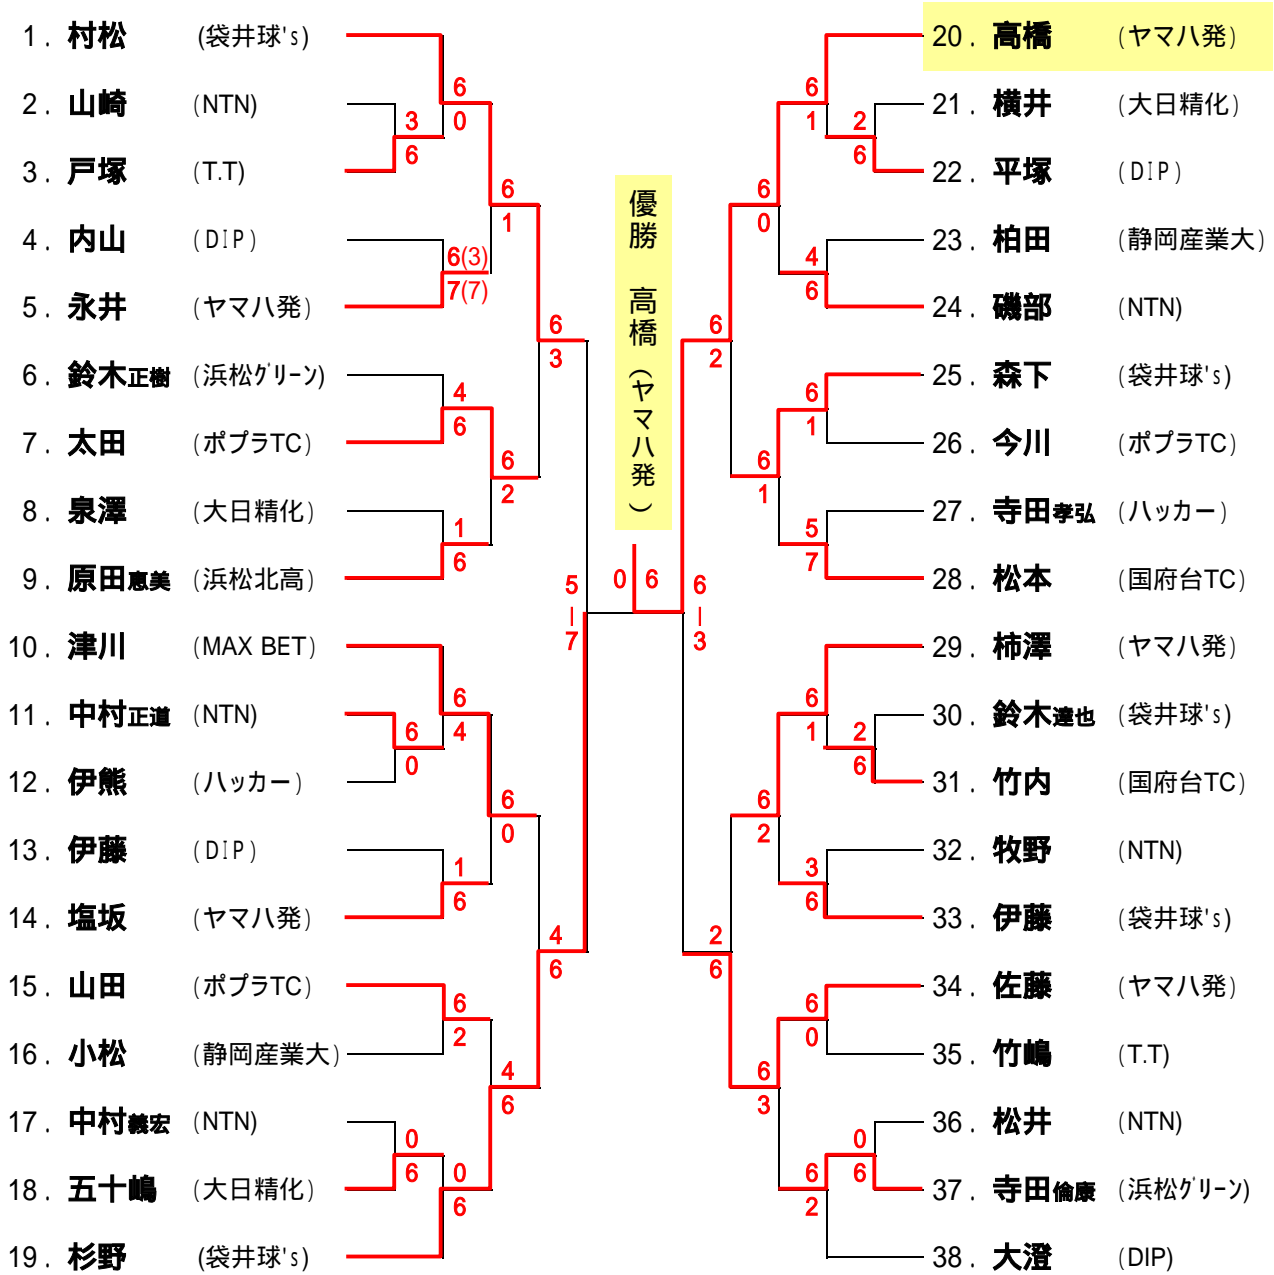 1. 村松 (袋井球's)
2. 山崎 (NTN)
3. 戸塚 (T.T)
4. 内山 (DIP)
5. 永井 (ヤマハ発)
6. 鈴木正樹 (浜松グリーン)
7. 太田 (ポプラTC)
8. 泉澤 (大日精化)
9. 原田恵美 (浜松北高)
10. 津川 (MAX BET)
11. 中村正道 (NTN)
12. 伊熊 (ハッカー)
13. 伊藤 (DIP)
14. 塩坂 (ヤマハ発)
15. 山田 (ポプラTC)
16. 小松 (静岡産業大)
17. 中村義宏 (NTN)
18. 五十嶋 (大日精化)
19. 杉野 (袋井球's)
3
6
6
0
0
6
6
0
6(3)
7(7)
4
6
1
6
6
4
1
6
6
2
0
6
6
1
6
2
6
0
4
6
6
3
4
6
5-7
優勝 高橋 (ヤマハ発)
0 6
6-3
6
2
2
6
6
0
6
1
6
2
6
3
6
1
4
6
6
1
5
7
6
1
3
6
6
0
6
2
2
6
2
6
0
6
20. 高橋 (ヤマハ発)
21. 横井 (大日精化)
22. 平塚 (DIP)
23. 柏田 (静岡産業大)
24. 磯部 (NTN)
25. 森下 (袋井球's)
26. 今川 (ポプラTC)
27. 寺田孝弘 (ハッカー)
28. 松本 (国府台TC)
29. 柿澤 (ヤマハ発)
30. 鈴木達也 (袋井球's)
31. 竹内 (国府台TC)
32. 牧野 (NTN)
33. 伊藤 (袋井球's)
34. 佐藤 (ヤマハ発)
35. 竹嶋 (T.T)
36. 松井 (NTN)
37. 寺田倫康 (浜松グリーン)
38. 大澄 (DIP)